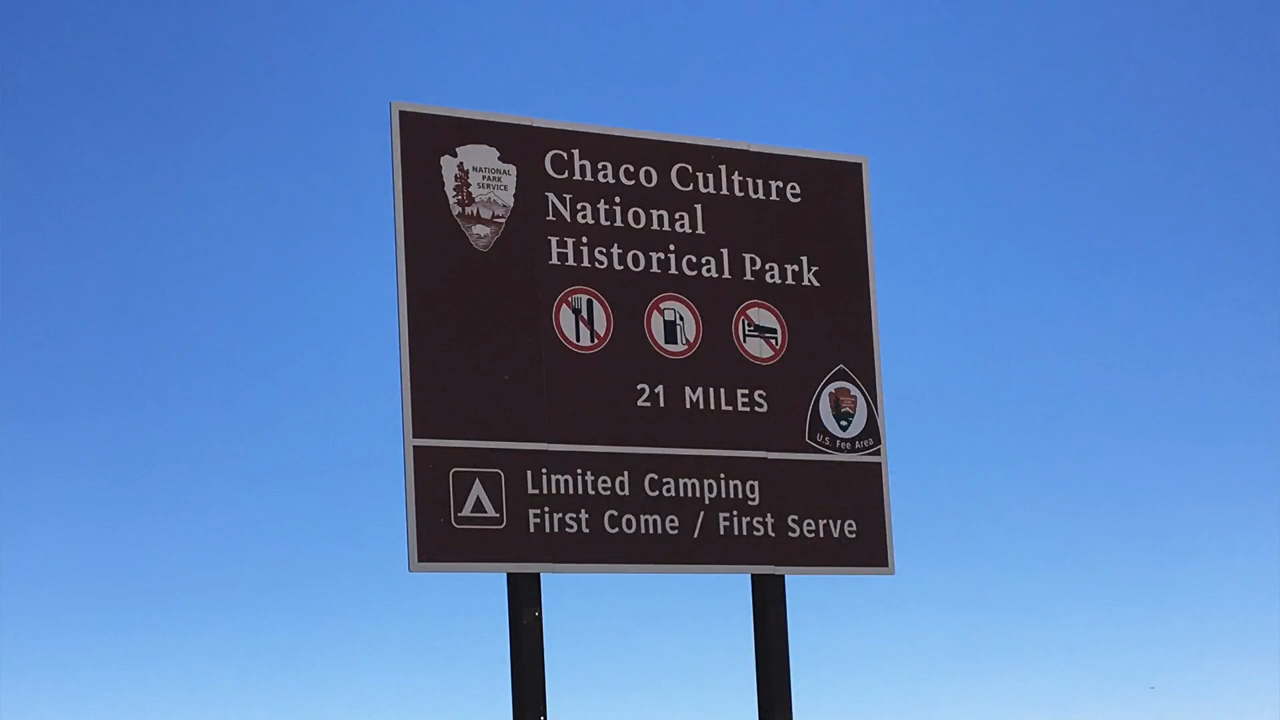 NATIONAL
PARK
SERVICE
Chaco Culture
National
Historical Park
21 MILES
U.S. Fee Area
Limited Camping
First Come / First Serve